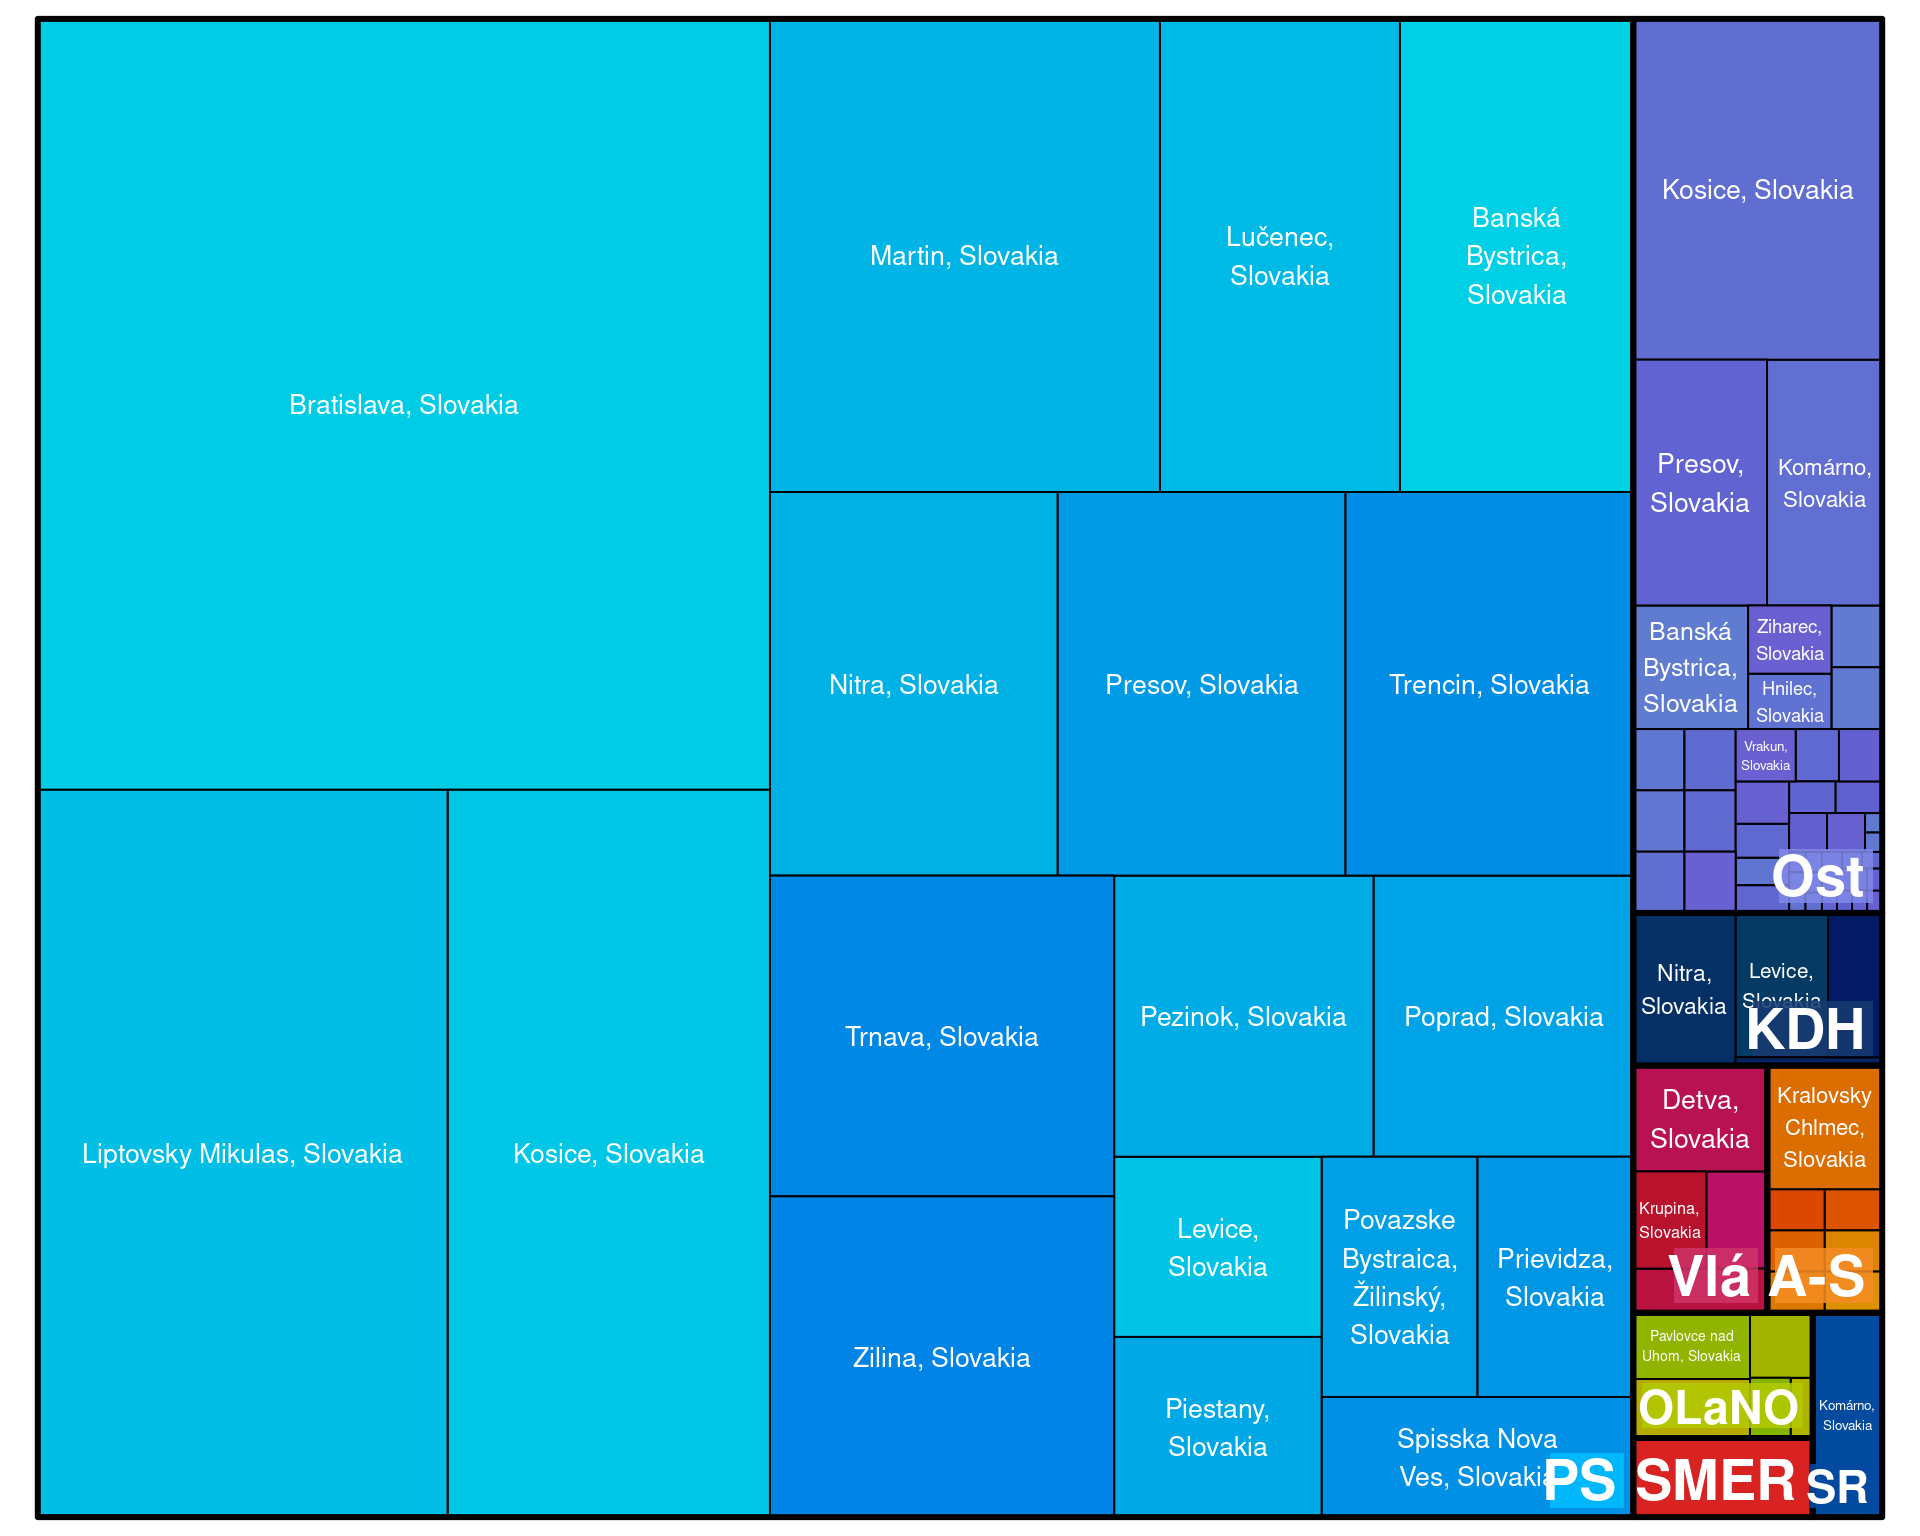 Bratislava, Slovakia
Martin, Slovakia
Lučenec,
Slovakia
Banská
Bystrica,
Slovakia
Nitra, Slovakia
Presov, Slovakia
Trencin, Slovakia
Liptovsky Mikulas, Slovakia
Kosice, Slovakia
Trnava, Slovakia
Zilina, Slovakia
Pezinok, Slovakia
Poprad, Slovakia
Levice,
Slovakia
Piestany,
Slovakia
Povazske
Bystraica,
Žilinský,
Slovakia
Prievidza,
Slovakia
Spisska Nova
Ves, Slovakia
PS
Kosice, Slovakia
Presov,
Slovakia
Komárno,
Slovakia
Banská
Bystrica,
Slovakia
Ziharec,
Slovakia
Hnilec,
Slovakia
Vrakun,
Slovakia
Ost
Nitra,
Slovakia
Levice,
Slovakia
KDH
Detva,
Slovakia
Krupina,
Slovakia
Vlá
Kralovsky
Chlmec,
Slovakia
A-S
Pavlovce nad
Uhom, Slovakia
OLaNO
Komárno,
Slovakia
SMER
SR